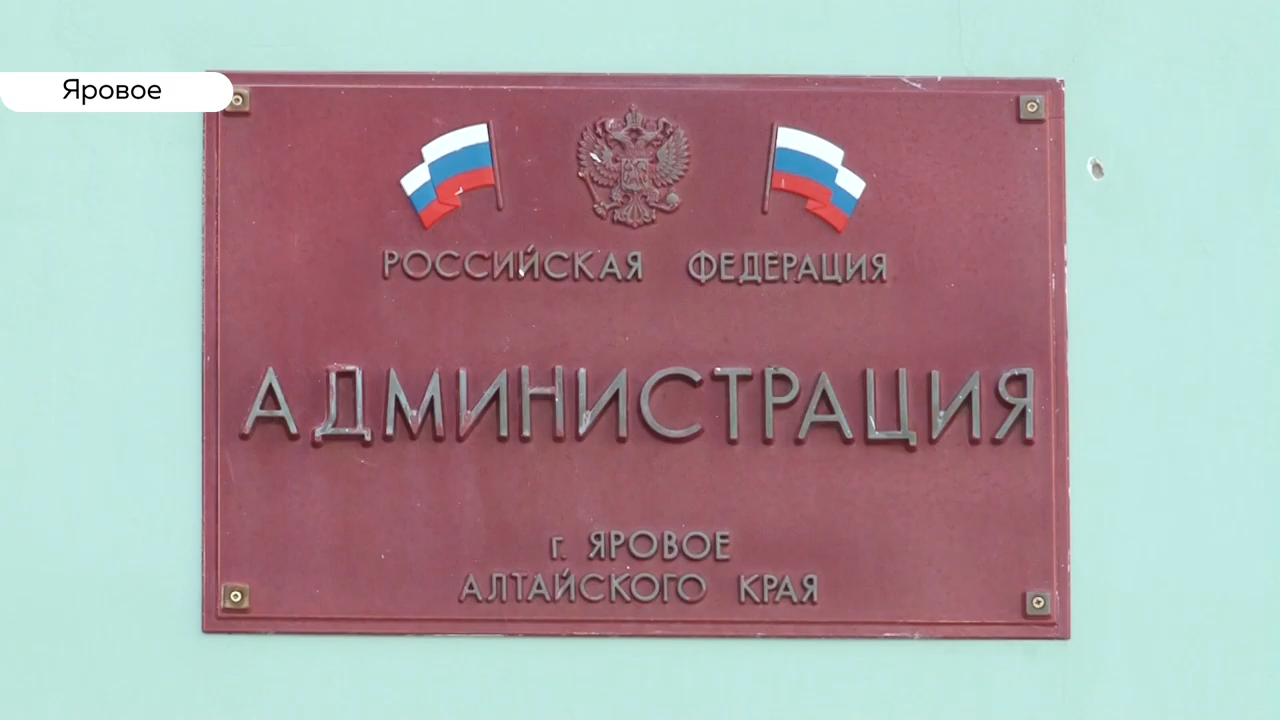 Яровое
РОССИЙСКАЯ ФЕДЕРАЦИЯ
АДМИНИСТРАЦИЯ
г. ЯРОВОЕ
АЛТАЙСКОГО КРАЯ